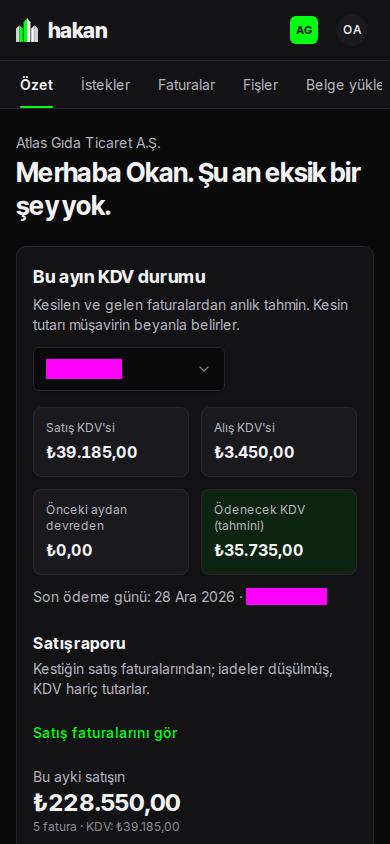 hakan
AG
OA
Özet
İstekler
Faturalar
Fişler
Belge yükle
Atlas Gıda Ticaret A.Ş.
Merhaba Okan. Şu an eksik bir
şey yok.
Bu ayın KDV durumu
Kesilen ve gelen faturalardan anlık tahmin. Kesin
tutarı müşavirin beyanla belirler.
Satış KDV'si
Alış KDV'si
₺39.185,00
₺3.450,00
Önceki aydan
devreden
Ödenecek KDV
(tahmini)
₺0,00
₺35.735,00
Son ödeme günü: 28 Ara 2026 ·
Satış raporu
Kestiğin satış faturalarından; iadeler düşülmüş,
KDV hariç tutarlar.
Satış faturalarını gör
Bu ayki satışın
₺228.550,00
5 fatura · KDV: ₺39.185,00